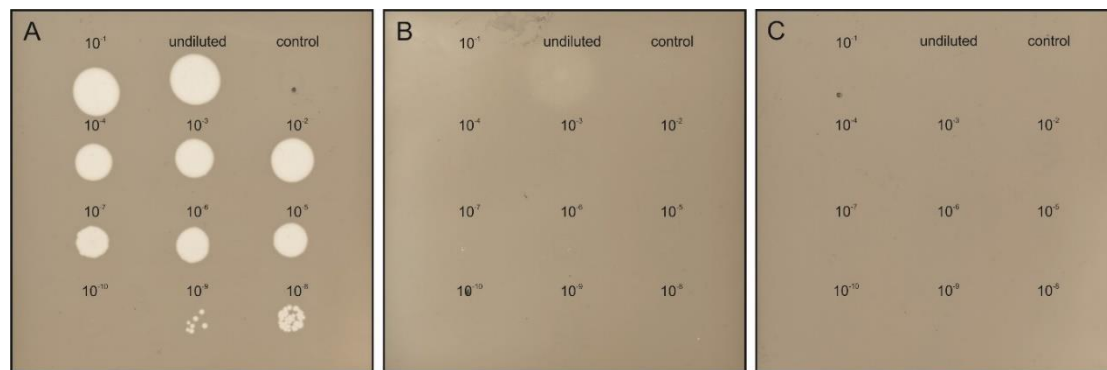 A
10⁻¹ undiluted control
10⁻⁴ 10⁻³ 10⁻²
10⁻⁷ 10⁻⁶ 10⁻⁵
10⁻¹⁰ 10⁻⁹ 10⁻⁸
B
10⁻¹ undiluted control
10⁻⁴ 10⁻³ 10⁻²
10⁻⁷ 10⁻⁶ 10⁻⁵
10⁻¹⁰ 10⁻⁹ 10⁻⁸
C
10⁻¹ undiluted control
10⁻⁴ 10⁻³ 10⁻²
10⁻⁷ 10⁻⁶ 10⁻⁵
10⁻¹⁰ 10⁻⁹ 10⁻⁸